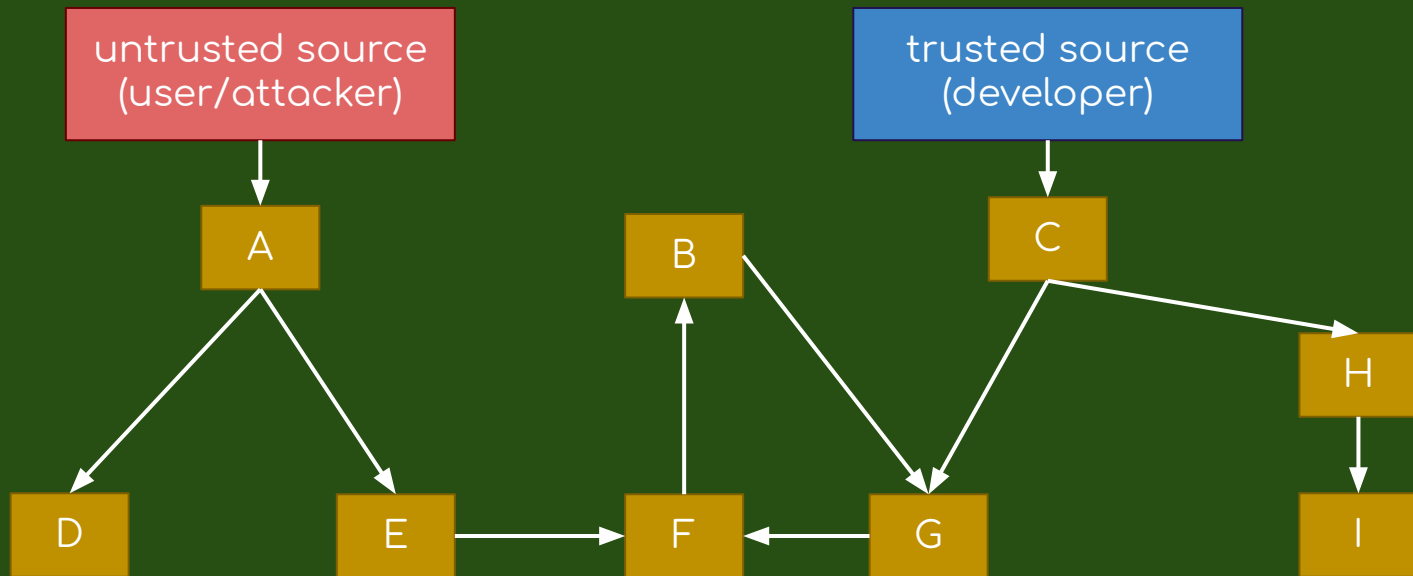 untrusted source
(user/attacker)
trusted source
(developer)
A
B
C
H
D
E
F
G
I